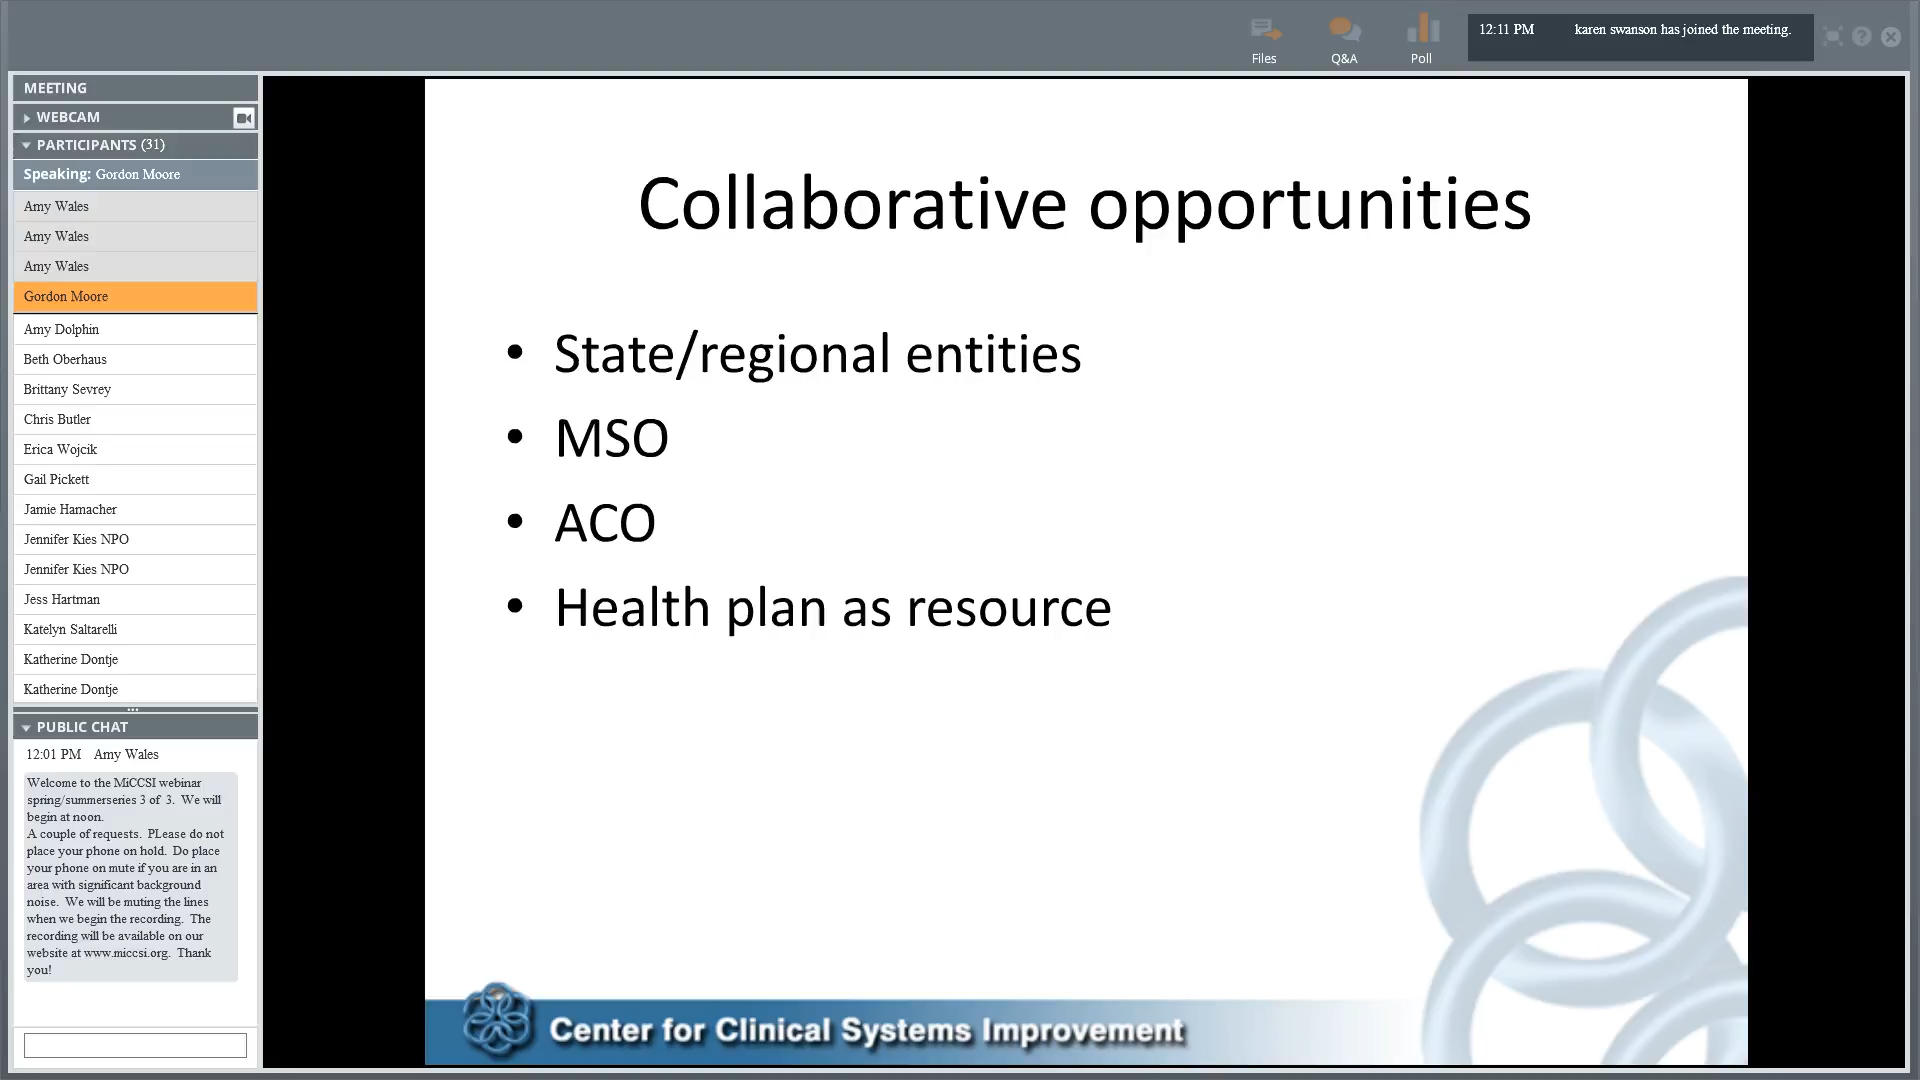 Files
Q&A
Poll
12:11 PM karen swanson has joined the meeting.
MEETING
WEBCAM
PARTICIPANTS (31)
Speaking: Gordon Moore
Amy Wales
Amy Wales
Amy Wales
Gordon Moore
Amy Dolphin
Beth Oberhaus
Brittany Sevrey
Chris Butler
Erica Wojcik
Gail Pickett
Jamie Hamacher
Jennifer Kies NPO
Jennifer Kies NPO
Jess Hartman
Katelyn Saltarelli
Katherine Dontje
Katherine Dontje
PUBLIC CHAT
12:01 PM Amy Wales
Welcome to the MiCCSI webinar
spring/summerseries 3 of 3. We will
begin at noon.
A couple of requests. PLease do not
place your phone on hold. Do place
your phone on mute if you are in an
area with significant background
noise. We will be muting the lines
when we begin the recording. The
recording will be available on our
website at www.miccsi.org. Thank
you!
Collaborative opportunities
• State/regional entities
• MSO
• ACO
• Health plan as resource
Center for Clinical Systems Improvement